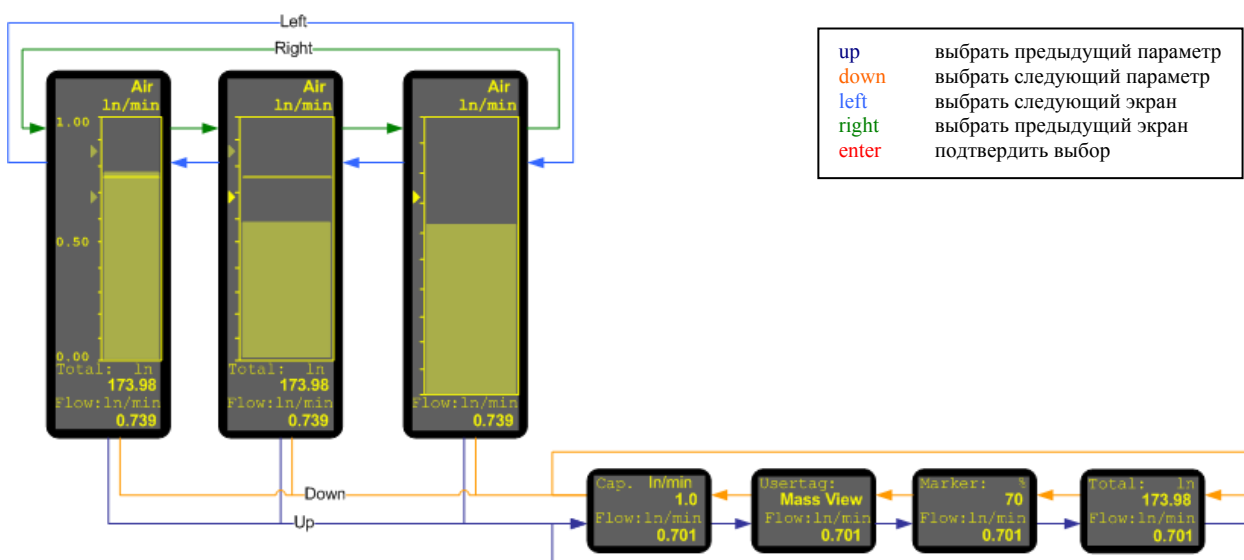 Left
Right
Air
ln/min
1.00
0.50
0.00
Total: ln
173.98
Flow:ln/min
0.739
Air
ln/min
Total: ln
173.98
Flow:ln/min
0.739
Air
ln/min
Flow:ln/min
0.739
up выбрать предыдущий параметр
down выбрать следующий параметр
left выбрать следующий экран
right выбрать предыдущий экран
enter подтвердить выбор
Down
Up
Cap. ln/min
1.0
Flow:ln/min
0.701
Usertag:
Mass View
Flow:ln/min
0.701
Marker: %
70
Flow:ln/min
0.701
Total: ln
173.98
Flow:ln/min
0.701